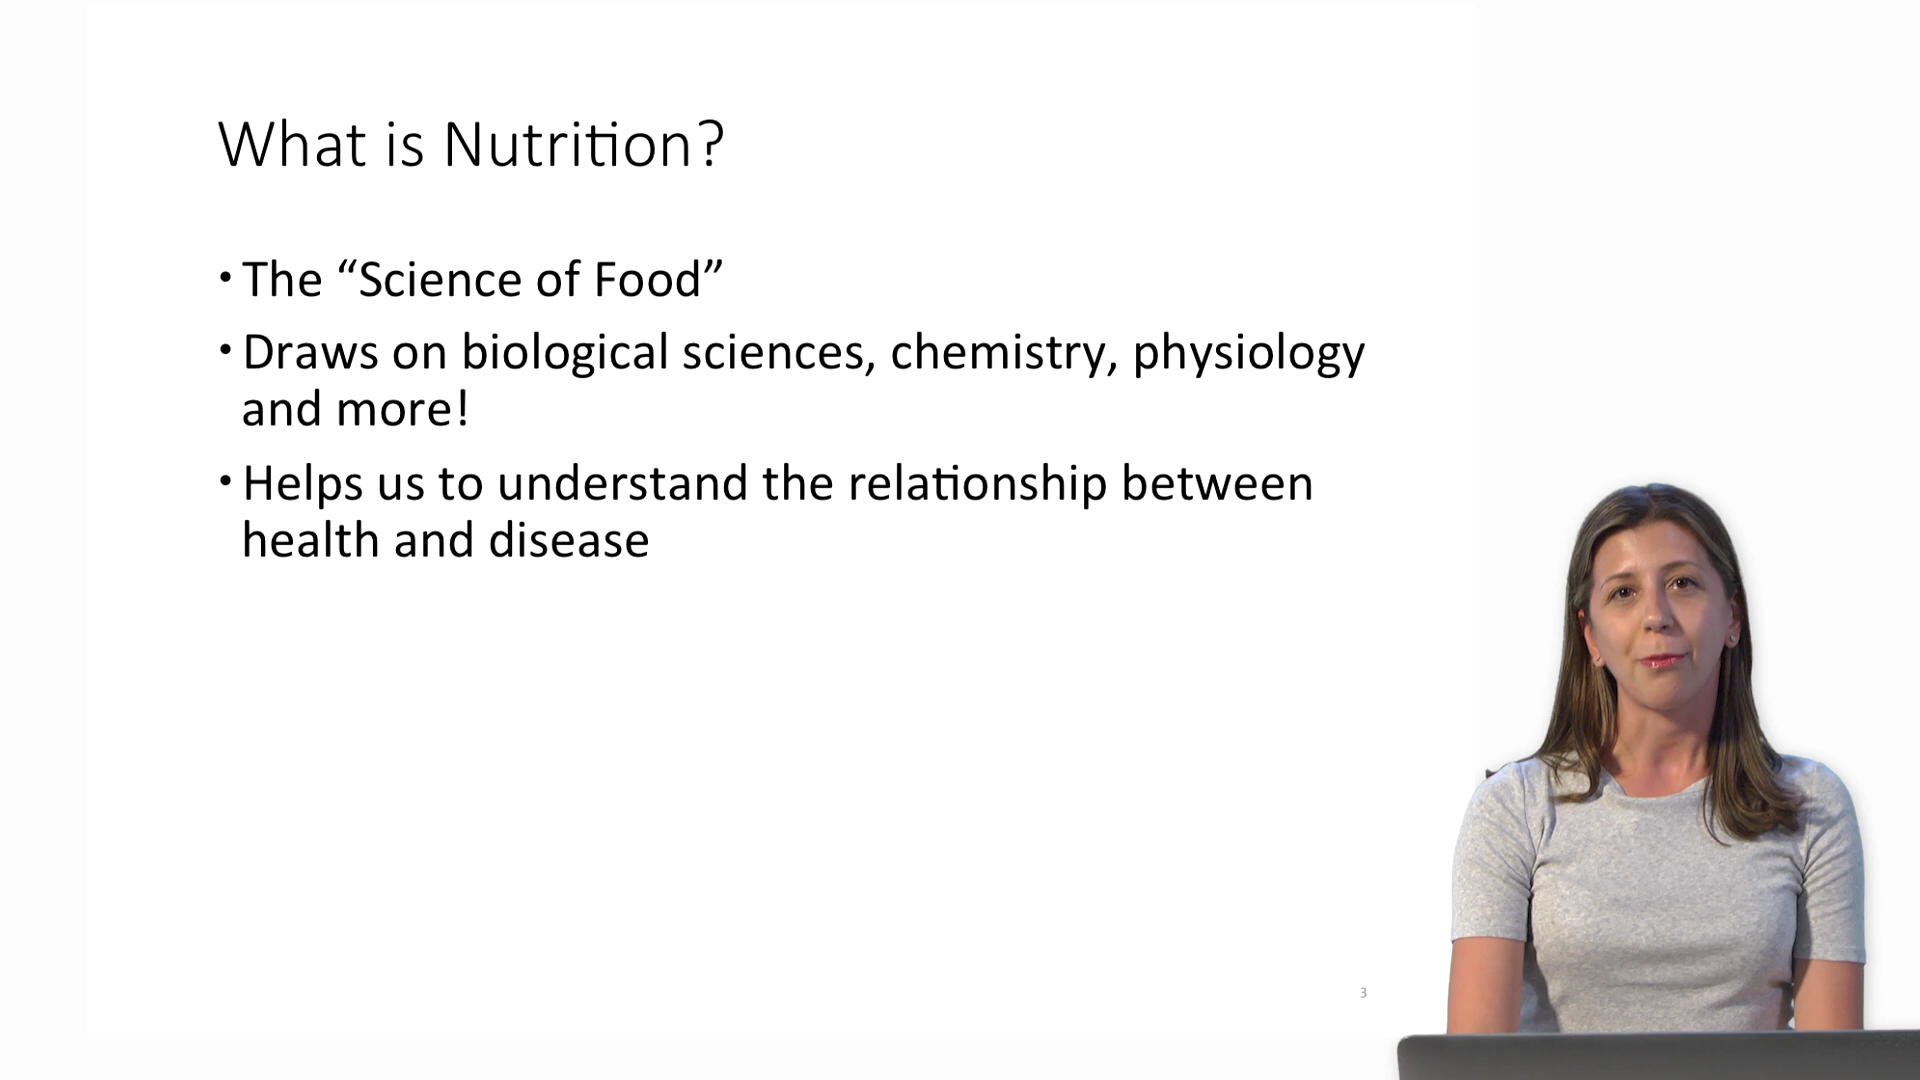 What is Nutrition?
• The “Science of Food”
• Draws on biological sciences, chemistry, physiology
and more!
• Helps us to understand the relationship between
health and disease
3